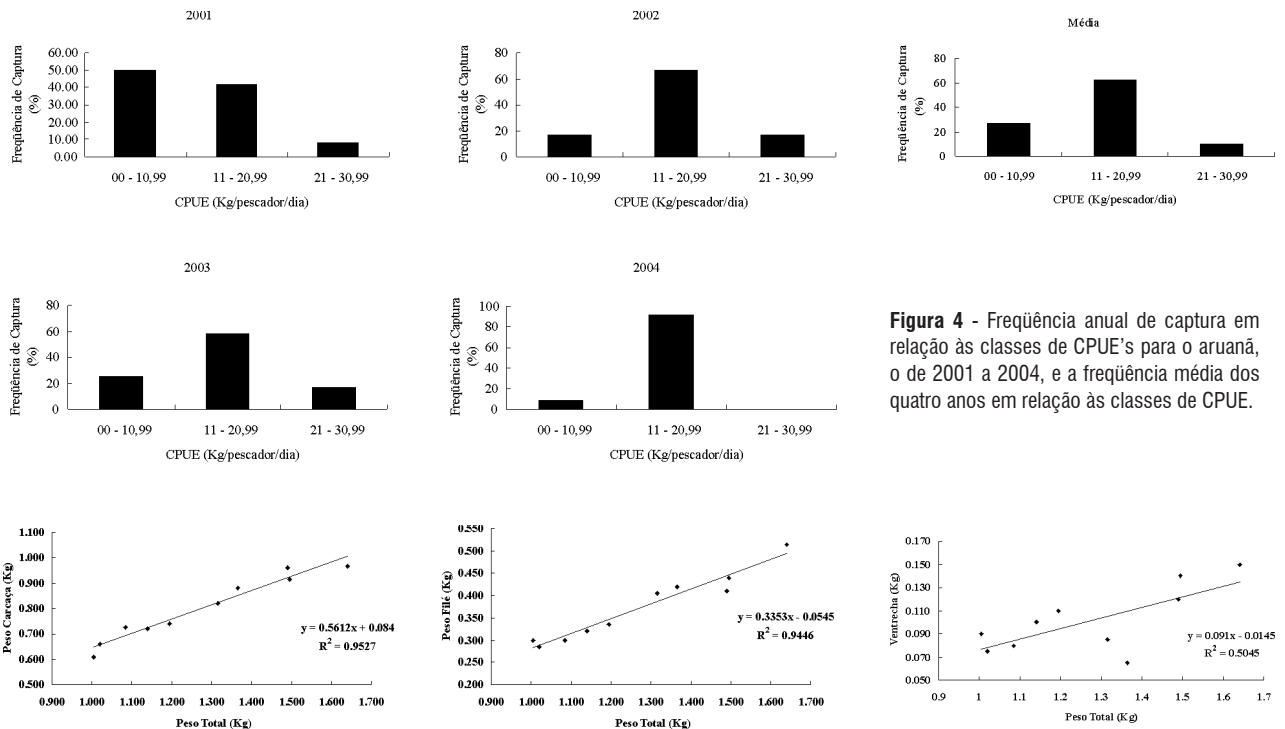 2001
Freqüência de Captura
(%)
60.00
50.00
40.00
30.00
20.00
10.00
0.00
00 - 10,99
11 - 20,99
21 - 30,99
CPUE (Kg/pescador/dia)
2002
Freqüência de Captura
(%)
80
60
40
20
0
00 - 10,99
11 - 20,99
21 - 30,99
CPUE (Kg/pescador/dia)
Média
Freqüência de Captura
(%)
80
60
40
20
0
00 - 10,99
11 - 20,99
21 - 30,99
CPUE (Kg/pescador/dia)
2003
Freqüência de Captura
(%)
80
60
40
20
0
00 - 10,99
11 - 20,99
21 - 30,99
CPUE (Kg/pescador/dia)
2004
Freqüência de Captura
(%)
100
80
60
40
20
0
00 - 10,99
11 - 20,99
21 - 30,99
CPUE (Kg/pescador/dia)
Figura 4 - Freqüência anual de captura em
relação às classes de CPUE's para o aruanã,
o de 2001 a 2004, e a freqüência média dos
quatro anos em relação às classes de CPUE.
Peso Carcaça (Kg)
1.100
1.000
0.900
0.800
0.700
0.600
0.500
y = 0.5612x + 0.084
R² = 0.9527
0.900 1.000 1.100 1.200 1.300 1.400 1.500 1.600 1.700
Peso Total (Kg)
Peso Filé (Kg)
0.550
0.500
0.450
0.400
0.350
0.300
0.250
0.200
y = 0.3353x - 0.0545
R² = 0.9446
0.900 1.000 1.100 1.200 1.300 1.400 1.500 1.600 1.700
Peso Total (Kg)
Ventrecha (Kg)
0.170
0.150
0.130
0.110
0.090
0.070
0.050
y = 0.091x - 0.0145
R² = 0.5045
0.9 1 1.1 1.2 1.3 1.4 1.5 1.6 1.7
Peso Total (Kg)